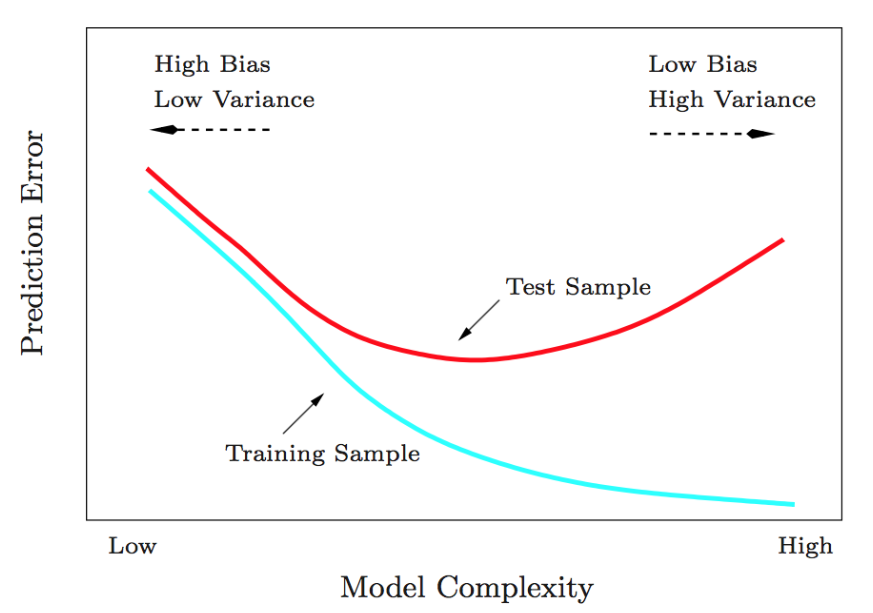 High Bias
Low Variance
Low Bias
High Variance
Prediction Error
Test Sample
Training Sample
Low
High
Model Complexity